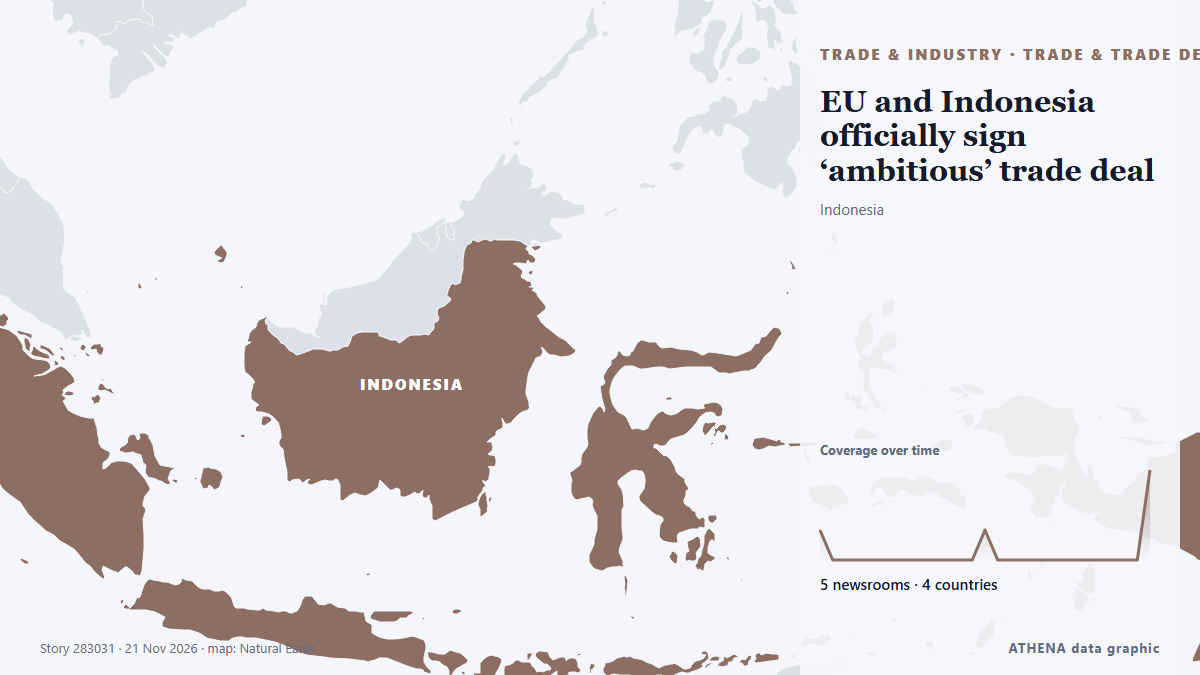 TRADE & INDUSTRY · TRADE & TRADE DE
EU and Indonesia
officially sign
‘ambitious’ trade deal
Indonesia
INDONESIA
Coverage over time
5 newsrooms · 4 countries
Story 283031 · 21 Nov 2026 · map: Natural Earth
ATHENA data graphic